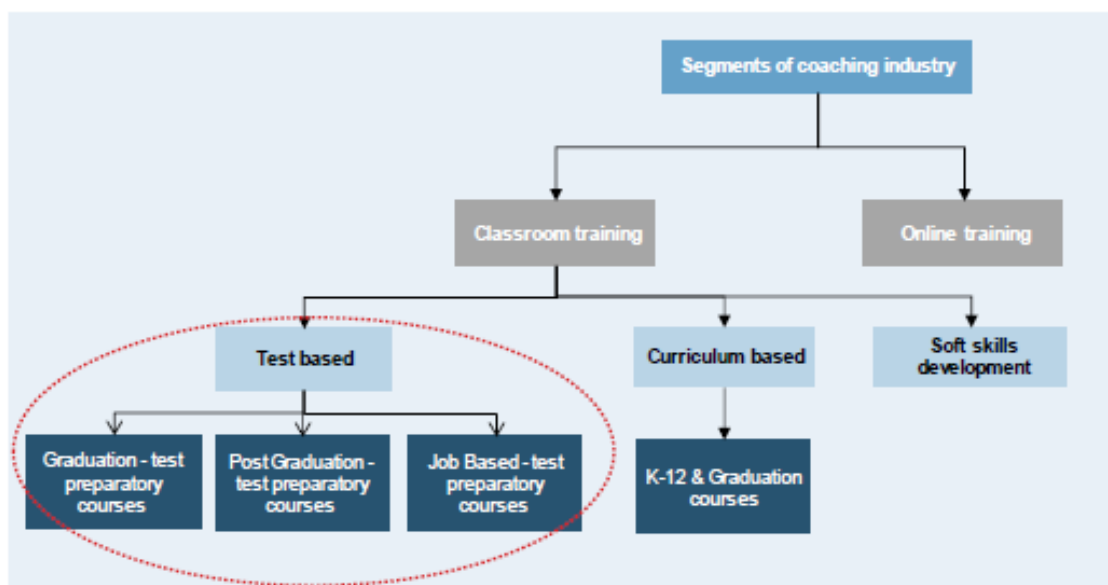 Segments of coaching industry
Classroom training
Online training
Test based
Curriculum based
Soft skills
development
Graduation - test
preparatory
courses
Post Graduation -
test preparatory
courses
Job Based - test
preparatory
courses
K-12 & Graduation
courses